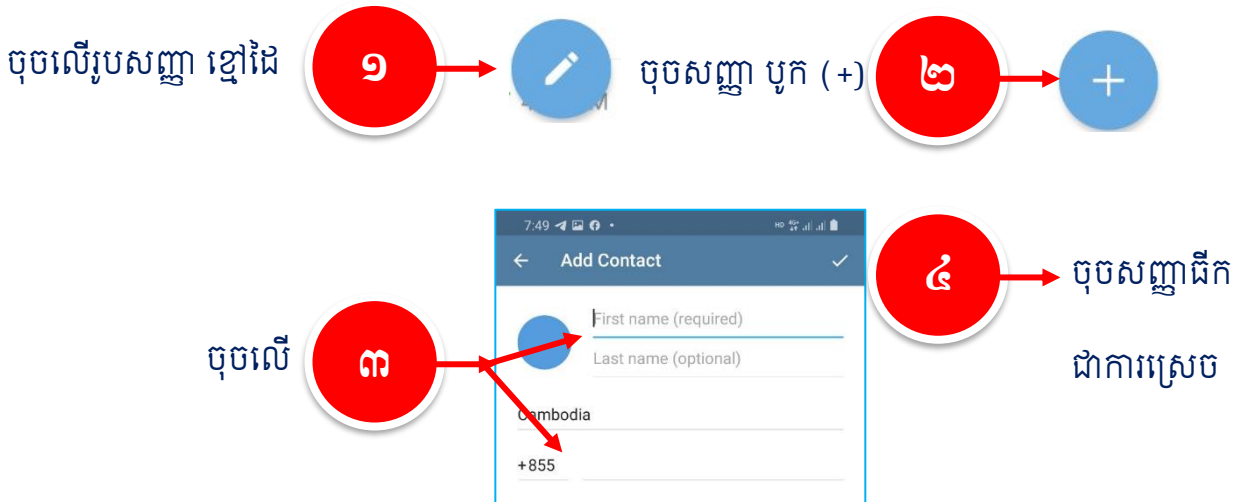 ចុចលើរូបសញ្ញា ខ្មៅដៃ
១
ចុចសញ្ញា បូក (+)
២
7:49
Add Contact
First name (required)
Last name (optional)
Cambodia
+855
ចុចលើ
៣
៤
ចុចសញ្ញាធីក
ជាការស្រេច